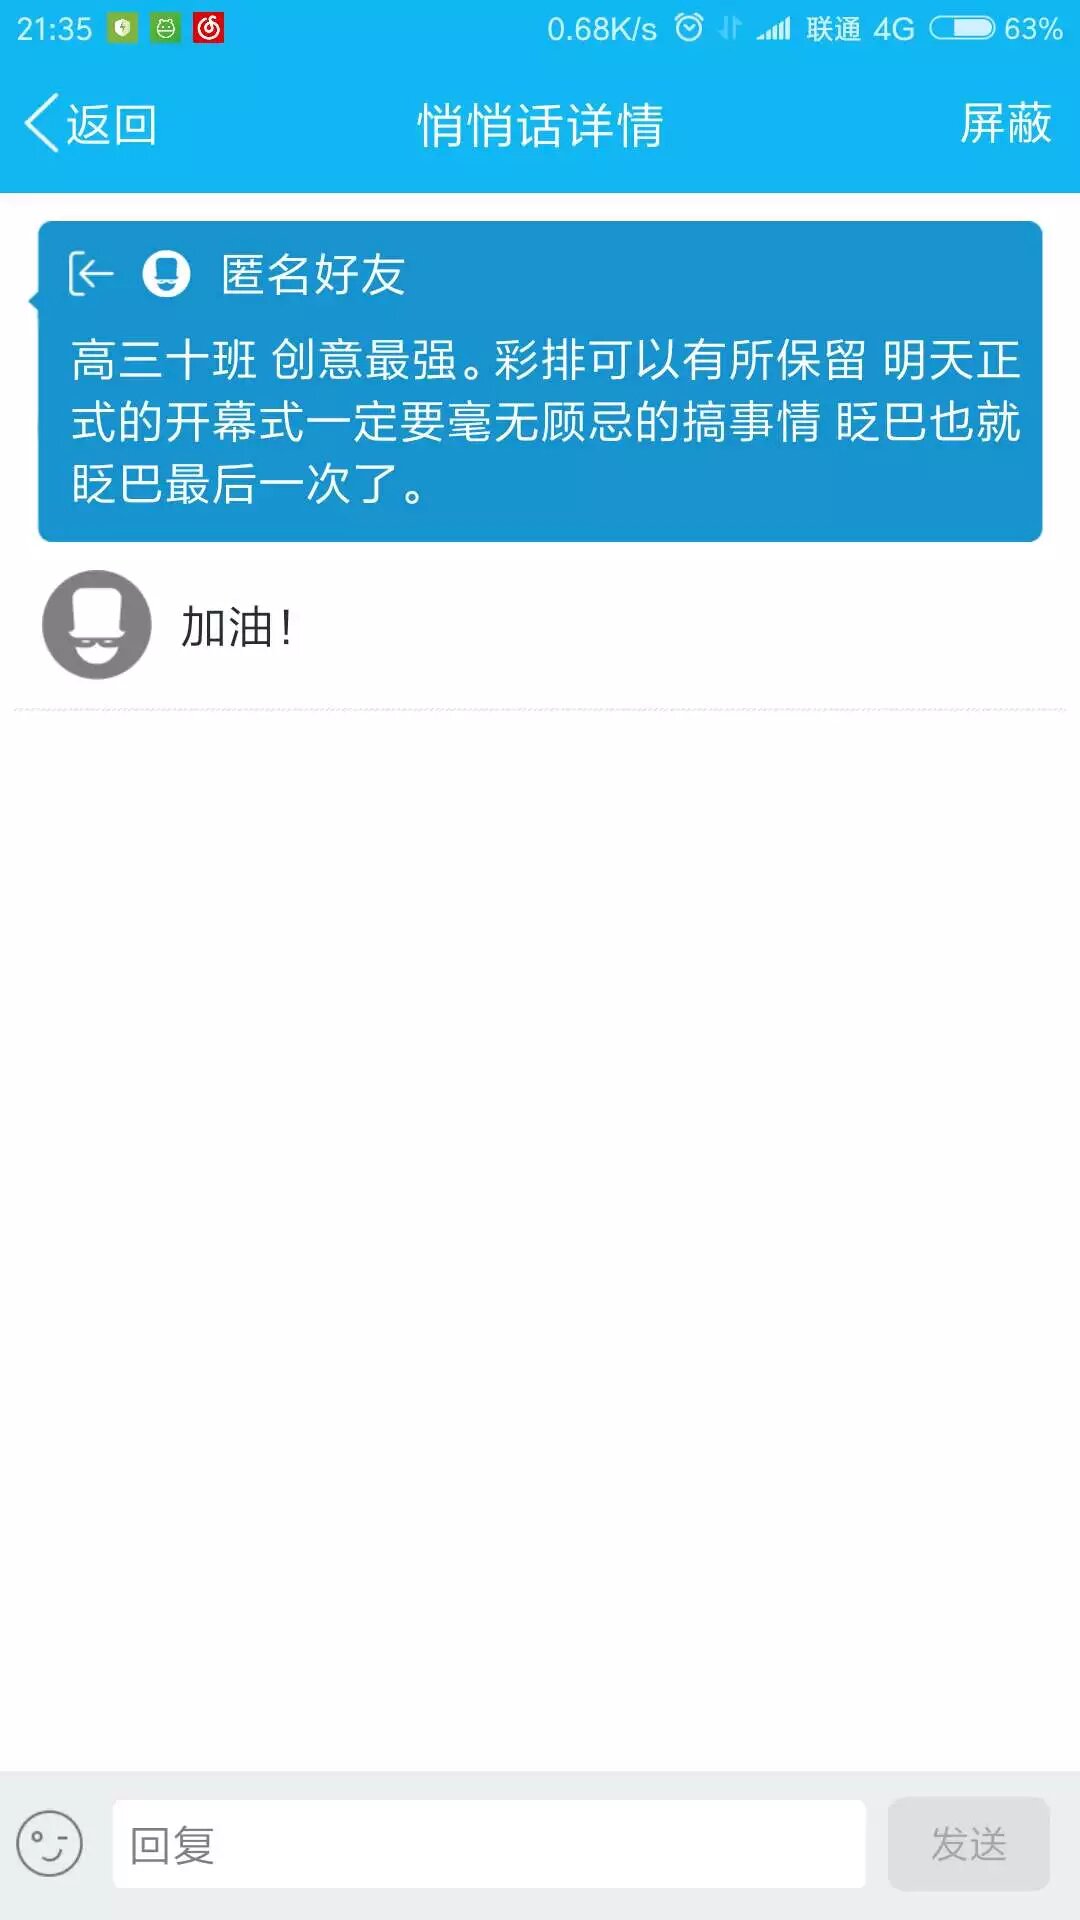 21:35 0.68K/s 联通 4G 63%
返回 悄悄话详情 屏蔽
匿名好友
高三十班 创意最强。彩排可以有所保留 明天正
式的开幕式一定要毫无顾忌的搞事情 眨巴也就
眨巴最后一次了。
加油!
回复 发送